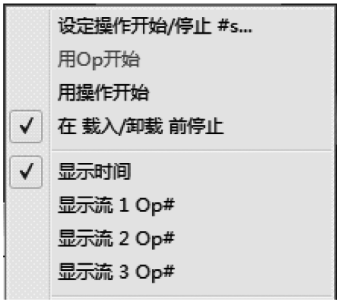 设定操作开始/停止 #s...
用Op开始
用操作开始
在 载入/卸载 前停止
显示时间
显示流 1 Op#
显示流 2 Op#
显示流 3 Op#